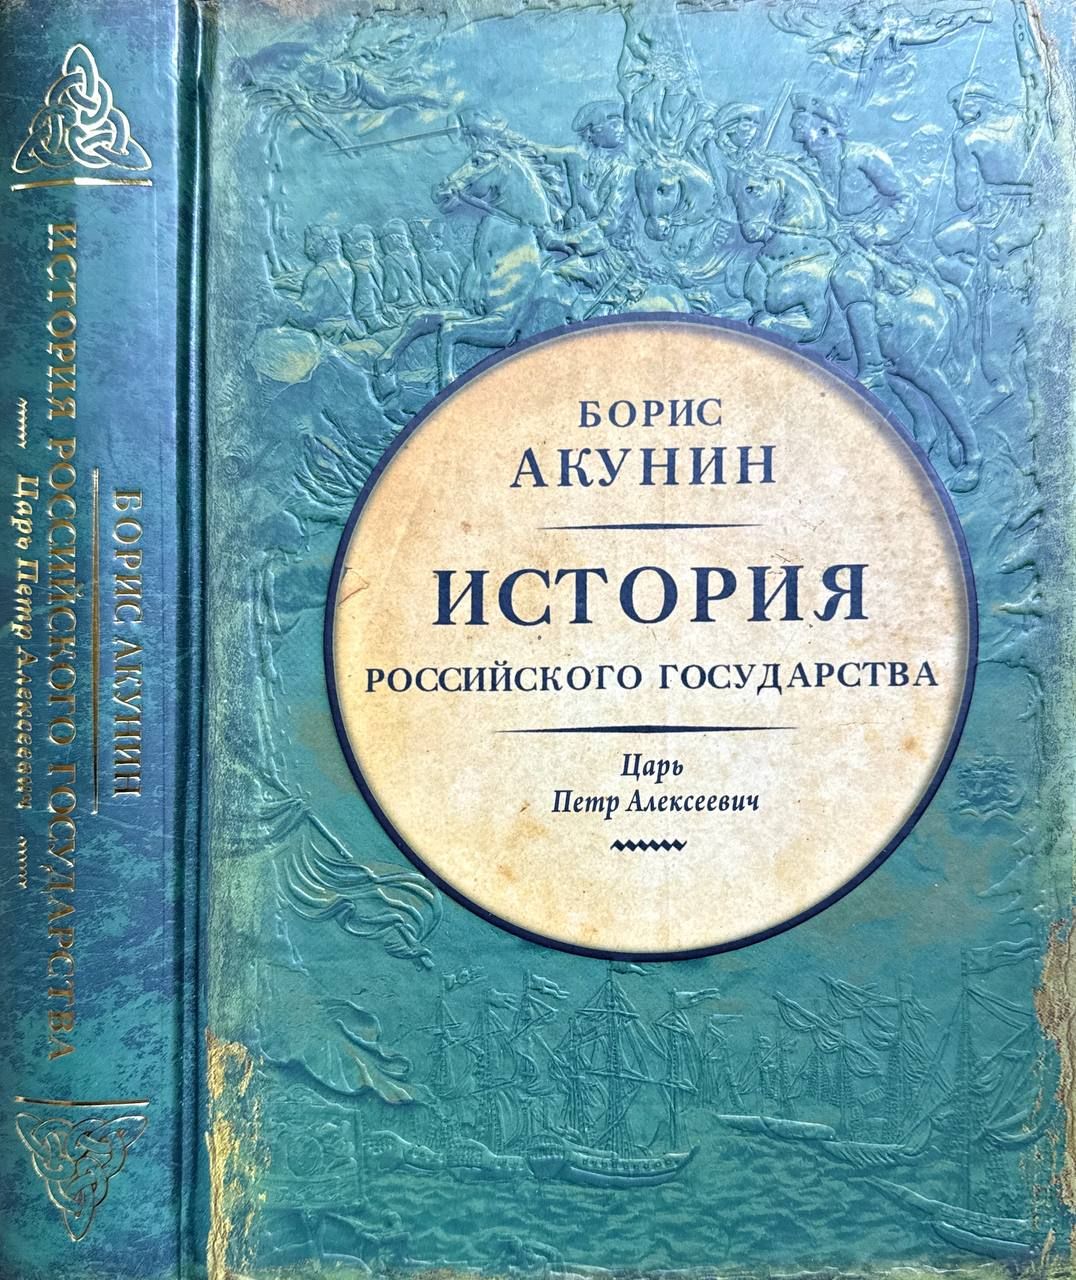 БОРИС АКУНИН
ИСТОРИЯ РОССИЙСКОГО ГОСУДАРСТВА
Царь Петр Алексеевич
БОРИС
АКУНИН
ИСТОРИЯ
РОССИЙСКОГО ГОСУДАРСТВА
Царь
Петр Алексеевич